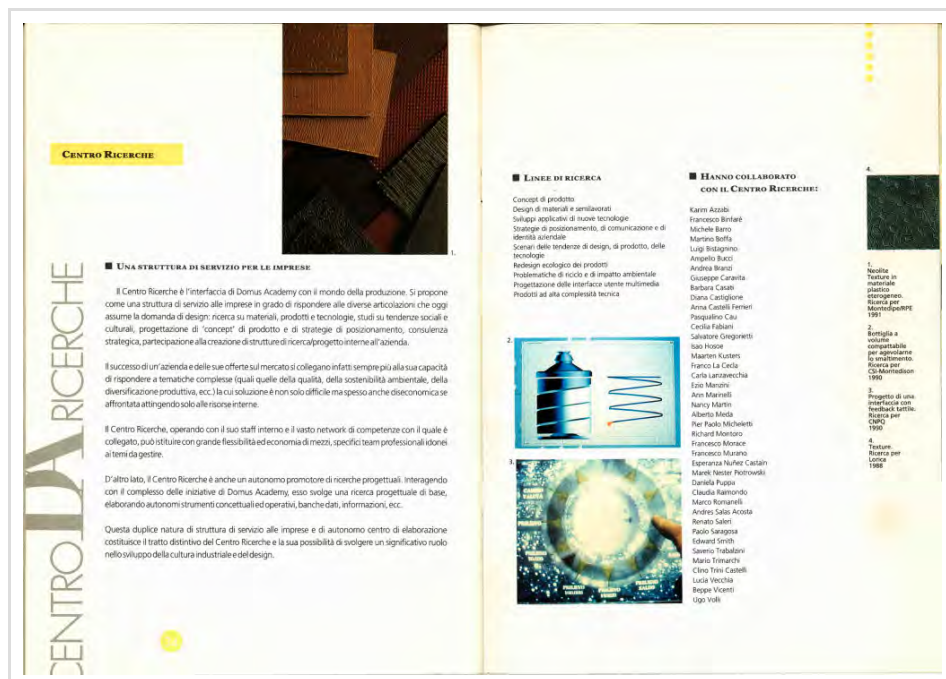 CENTRO RICERCHE
CENTRO DA RICERCHE
1.
■ UNA STRUTTURA DI SERVIZIO PER LE IMPRESE
Il Centro Ricerche è l'interfaccia di Domus Academy con il mondo della produzione. Si propone
come una struttura di servizio alle imprese in grado di rispondere alle diverse articolazioni che oggi
assume la domanda di design: ricerca su materiali, prodotti e tecnologie, studi su tendenze sociali e
culturali, progettazione di 'concept' di prodotto e di strategie di posizionamento, consulenza
strategica, partecipazione alla creazione di strutture di ricerca/progetto interne all'azienda.
Il successo di un'azienda e delle sue offerte sul mercato si collegano infatti sempre più alla sua capacità
di rispondere a tematiche complesse (quali quelle della qualità, della sostenibilità ambientale, della
diversificazione produttiva, ecc.) la cui soluzione è non solo difficile ma spesso anche diseconomica se
affrontata attingendo solo alle risorse interne.
Il Centro Ricerche, operando con il suo staff interno e il vasto network di competenze con il quale è
collegato, può istituire con grande flessibilità ed economia di mezzi, specifici team professionali idonei
ai temi da gestire.
D'altro lato, il Centro Ricerche è anche un autonomo promotore di ricerche progettuali. Interagendo
con il complesso delle iniziative di Domus Academy, esso svolge una ricerca progettuale di base,
elaborando autonomi strumenti concettuali ed operativi, banche dati, informazioni, ecc.
Questa duplice natura di struttura di servizio alle imprese e di autonomo centro di elaborazione
costituisce il tratto distintivo del Centro Ricerche e la sua possibilità di svolgere un significativo ruolo
nello sviluppo della cultura industriale e del design.
■ LINEE DI RICERCA
Concept di prodotto
Design di materiali e semilavorati
Sviluppi applicativi di nuove tecnologie
Strategie di posizionamento, di comunicazione e di
identità aziendale
Scenari delle tendenze di design, di prodotto, delle
tecnologie
Redesign ecologico dei prodotti
Problematiche di riciclo e di impatto ambientale
Progettazione delle interfacce utente multimedia
Prodotti ad alta complessità tecnica
2.
3.
■ HANNO COLLABORATO
CON IL CENTRO RICERCHE:
Karim Azzabi
Francesco Binfaré
Michele Barro
Martino Boffa
Luigi Bistagnino
Ampelio Bucci
Andrea Branzi
Giuseppe Caravita
Barbara Casati
Diana Castiglione
Anna Castelli Ferrieri
Pasqualino Cau
Cecilia Fabiani
Salvatore Gregorietti
Isao Hosoe
Maarten Kusters
Franco La Cecla
Carla Lanzavecchia
Ezio Manzini
Ann Marinelli
Nancy Martin
Alberto Meda
Pier Paolo Micheletti
Richard Montoro
Francesco Morace
Francesco Murano
Esperanza Nuñez Castain
Marek Nester Piotrowski
Daniela Puppa
Claudia Raimondo
Marco Romanelli
Andres Salas Acosta
Renato Saleri
Paolo Saragosa
Edward Smith
Saverio Trabalzini
Mario Trimarchi
Clino Trini Castelli
Lucia Vecchia
Beppe Vicenti
Ugo Volli
4.
1.
Neolite
Texture in
materiale
plastico
eterogeneo.
Ricerca per
Montedipe/RPE
1991
2.
Bottiglia a
volume
compattabile
per agevolarne
lo smaltimento.
Ricerca per
CSI-Montedison
1990
3.
Progetto di una
interfaccia con
feedback tattile.
Ricerca per
CNPQ
1990
4.
Texture.
Ricerca per
Lorica
1988